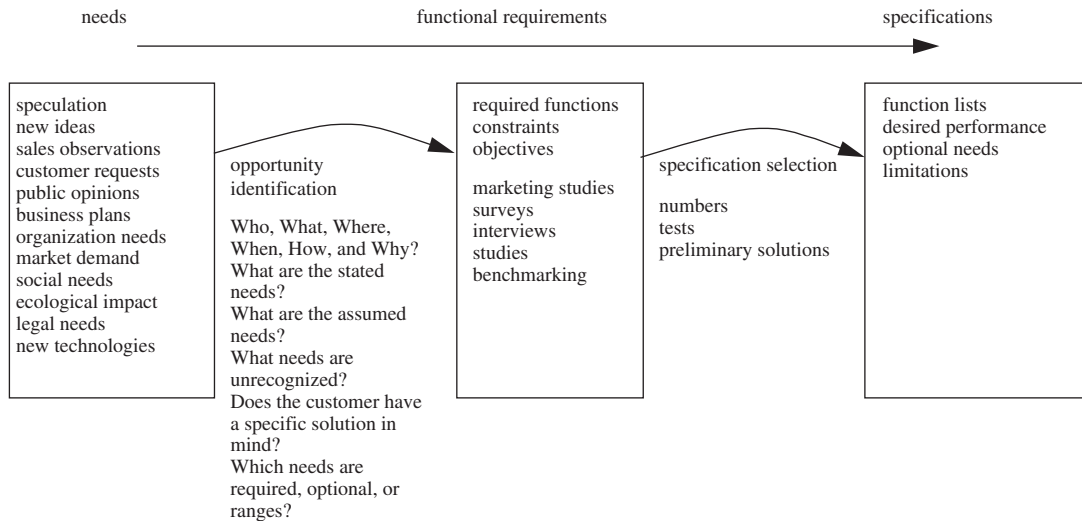 needs
functional requirements
specifications
speculation
new ideas
sales observations
customer requests
public opinions
business plans
organization needs
market demand
social needs
ecological impact
legal needs
new technologies
opportunity
identification
Who, What, Where,
When, How, and Why?
What are the stated
needs?
What are the assumed
needs?
What needs are
unrecognized?
Does the customer have
a specific solution in
mind?
Which needs are
required, optional, or
ranges?
required functions
constraints
objectives
marketing studies
surveys
interviews
studies
benchmarking
specification selection
numbers
tests
preliminary solutions
function lists
desired performance
optional needs
limitations